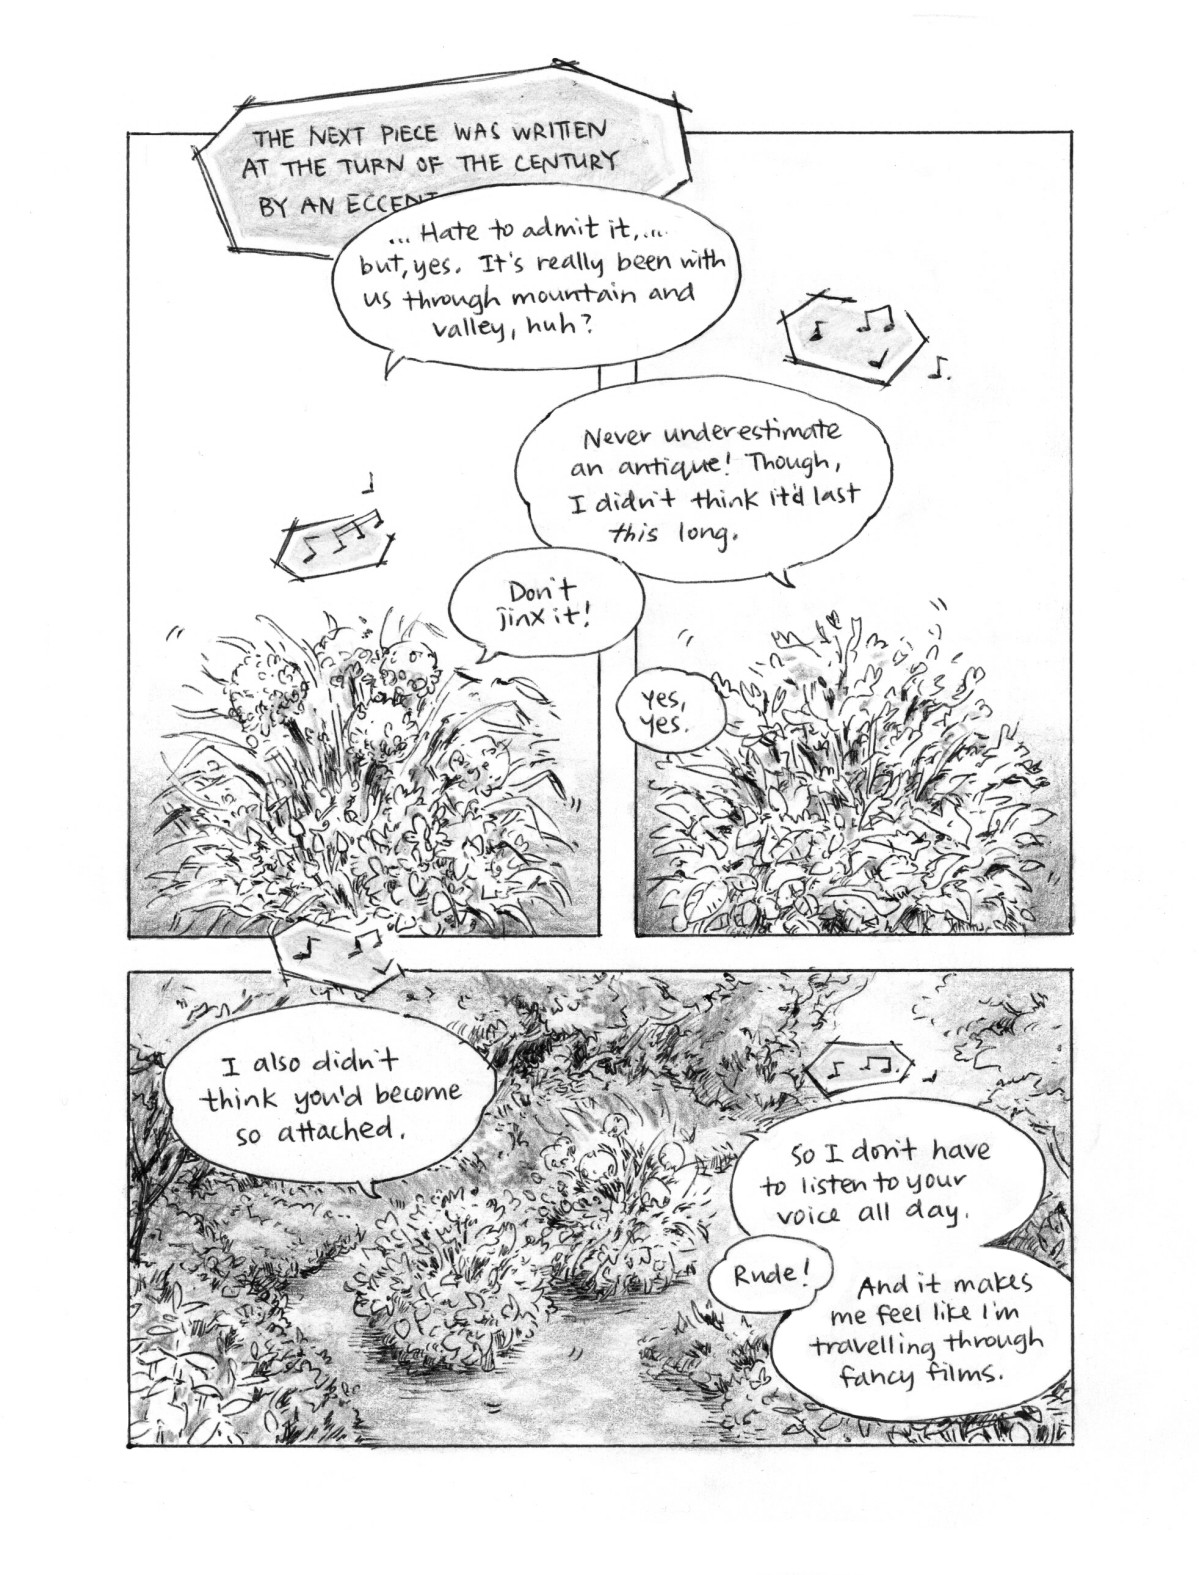 THE NEXT PIECE WAS WRITTEN
AT THE TURN OF THE CENTURY
BY AN ECCENT
... Hate to admit it,...
but, yes. It's really been with
us through mountain and
valley, huh?
Never underestimate
an antique! Though,
I didn't think it'd last
this long.
Don't
jinx it!
Yes,
yes.
I also didn't
think you'd become
so attached.
So I don't have
to listen to your
voice all day.
Rude!
And it makes
me feel like I'm
travelling through
fancy films.